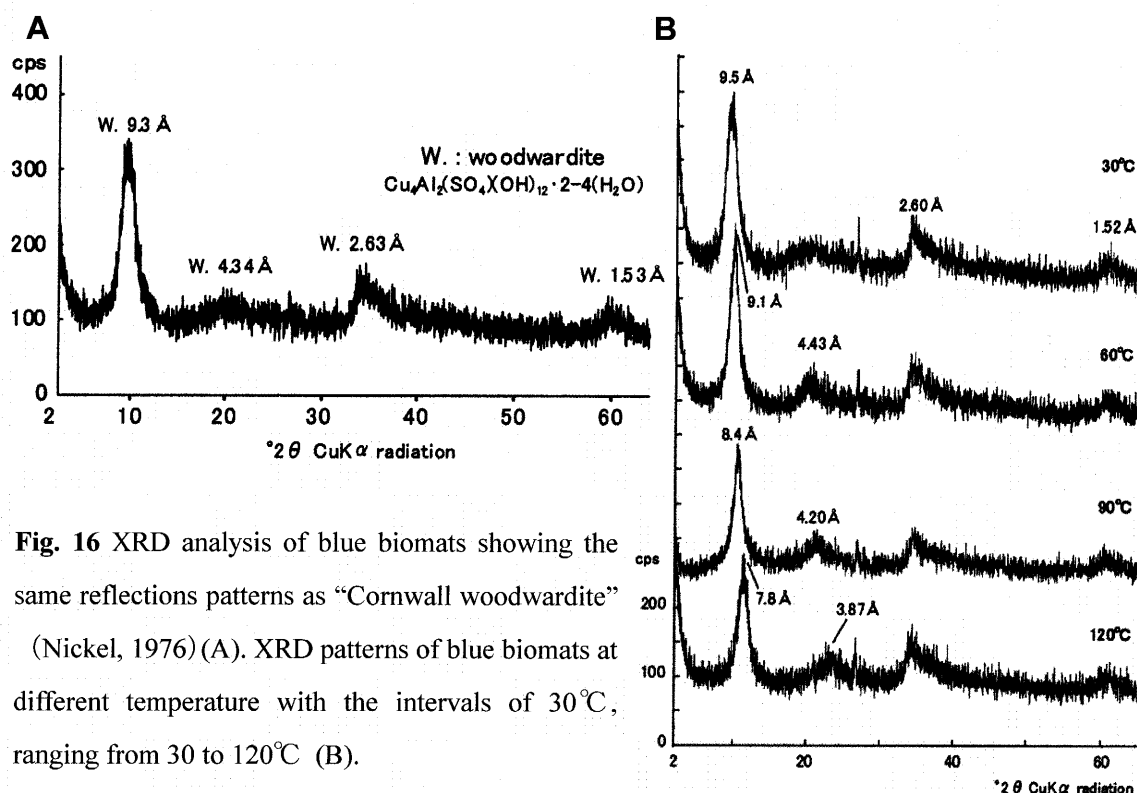 A
cps
400
W. 9.3 Å
W. : woodwardite
Cu₄Al₂(SO₄)(OH)₁₂·2-4(H₂O)
300
W. 2.63 Å
200
W. 4.34 Å
W. 1.53 Å
100
0
2 10 20 30 40 50 60
°2θ CuKα radiation
Fig. 16 XRD analysis of blue biomats showing the
same reflections patterns as “Cornwall woodwardite”
(Nickel, 1976) (A). XRD patterns of blue biomats at
different temperature with the intervals of 30℃,
ranging from 30 to 120℃ (B).
B
9.5 Å
30℃
2.60 Å
1.52 Å
9.1 Å
4.43 Å
60℃
8.4 Å
4.20 Å
90℃
cps
7.8 Å
3.87 Å
200
120℃
100
0
2 20 40 60
°2θ CuKα radiation